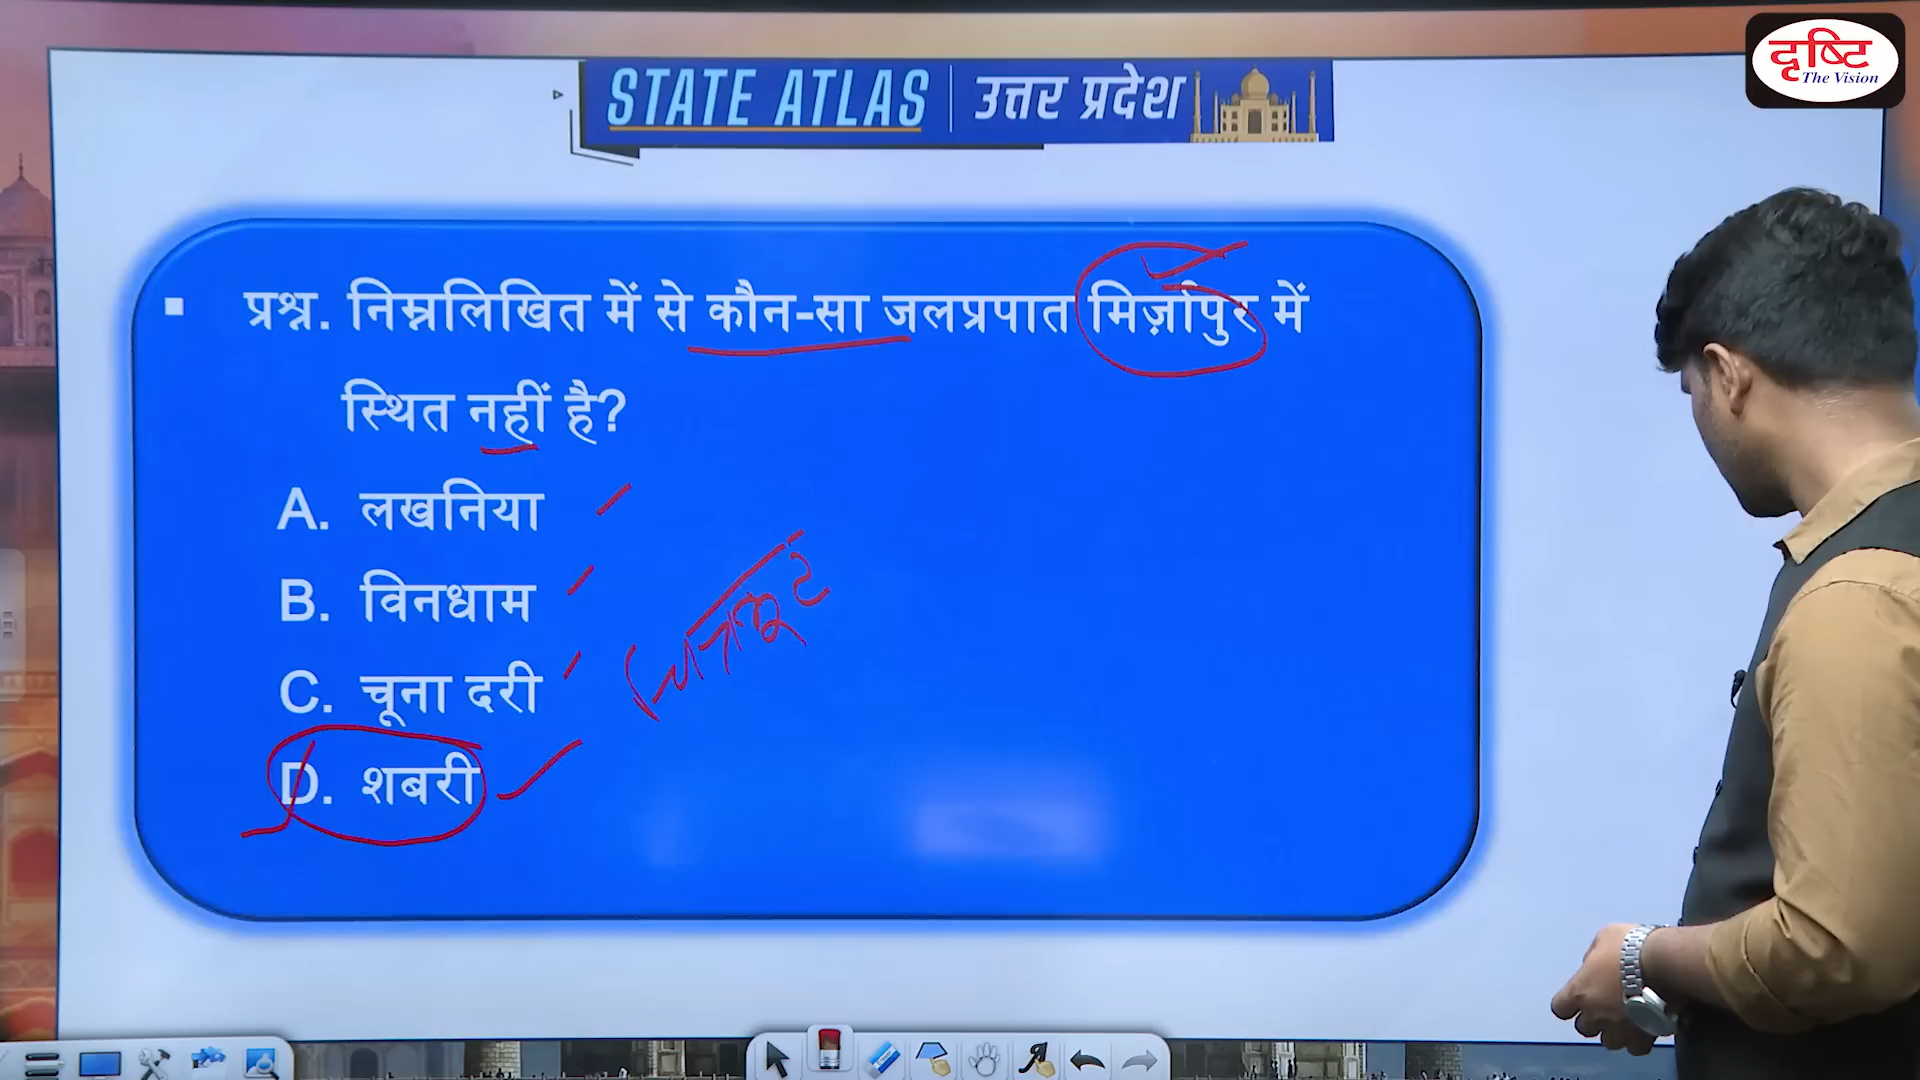 दृष्टि
The Vision
STATE ATLAS | उत्तर प्रदेश
▪ प्रश्न. निम्नलिखित में से कौन-सा जलप्रपात मिर्ज़ापुर में
स्थित नहीं है?
A. लखनिया
B. विनधाम
C. चूना दरी
चित्रकूट
D. शबरी